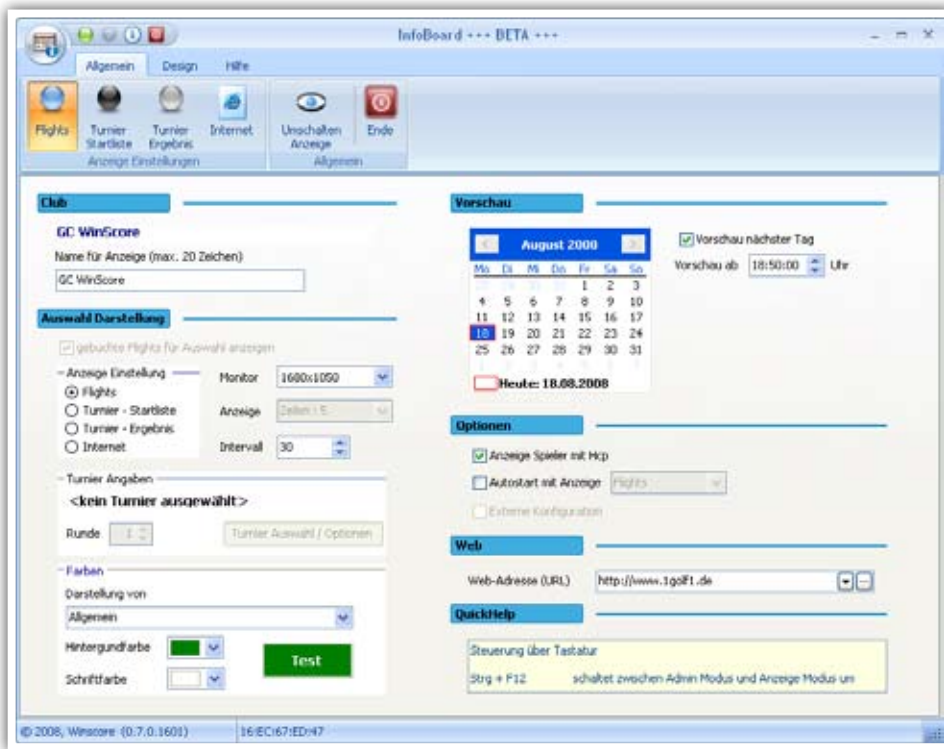 InfoBoard +++ BETA +++
Allgemein Design Hilfe
Flights Turnier Startliste Turnier Ergebnis Internet Umschalten Anzeige Ende
Anzeige Einstellungen Allgemein
Club
GC WinScore
Name für Anzeige (max. 20 Zeichen)
GC WinScore
Auswahl Darstellung
gebuchte Flights für Auswahl anzeigen
Anzeige Einstellung
Flights
Turnier - Startliste
Turnier - Ergebnis
Internet
Monitor 1680x1050
Anzeige Zeilen : 5
Intervall 30
Turnier Angaben
<kein Turnier ausgewählt>
Runde 1 Turnier Auswahl / Optionen
Farben
Darstellung von
Allgemein
Hintergundfarbe
Schriftfarbe
Test
Vorschau
August 2008
Mo Di Mi Do Fr Sa So
1 2 3
4 5 6 7 8 9 10
11 12 13 14 15 16 17
18 19 20 21 22 23 24
25 26 27 28 29 30 31
Heute: 18.08.2008
Vorschau nächster Tag
Vorschau ab 18:50:00 Uhr
Optionen
Anzeige Spieler mit Hcp
Autostart mit Anzeige Flights
Externe Konfiguration
Web
Web-Adresse (URL) http://www.1golf1.de
QuickHelp
Steuerung über Tastatur
Strg + F12 schaltet zwischen Admin Modus und Anzeige Modus um
© 2008, Winscore (0.7.0.1601) 16:EC:67:ED:47